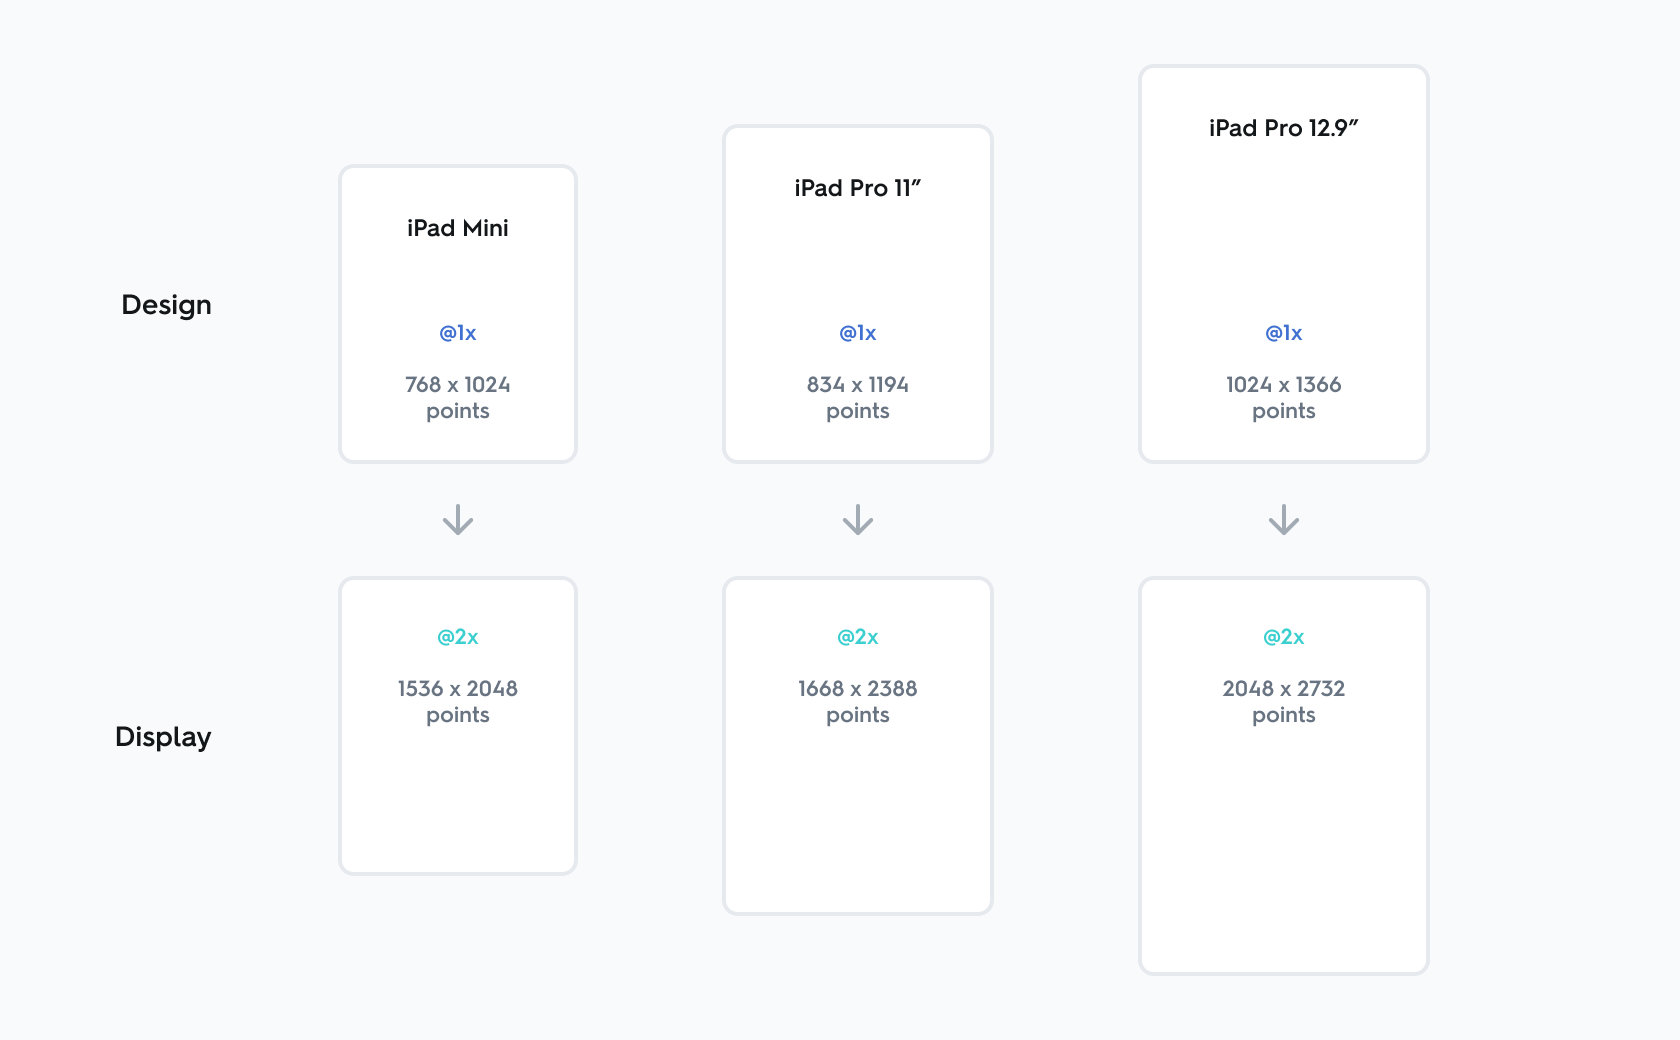 Design
iPad Mini
@1x
768 x 1024
points
iPad Pro 11”
@1x
834 x 1194
points
iPad Pro 12.9”
@1x
1024 x 1366
points
Display
@2x
1536 x 2048
points
@2x
1668 x 2388
points
@2x
2048 x 2732
points